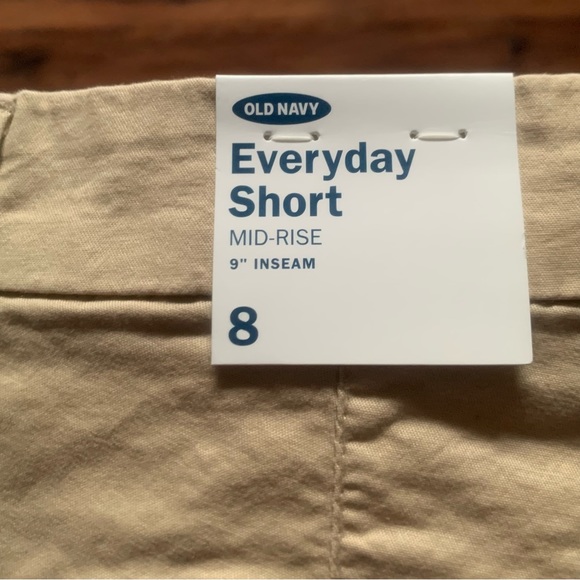 OLD NAVY
Everyday
Short
MID-RISE
9" INSEAM
8